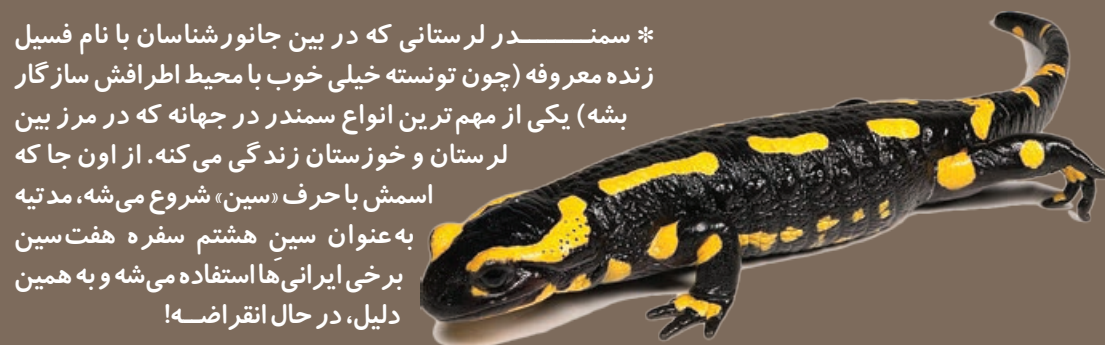 * سمنـــــــدر لرستانی که در بین جانورشناسان با نام فسیل
زنده معروفه (چون تونسته خیلی خوب با محیط اطرافش سازگار
بشه) یکی از مهم‌ترین انواع سمندر در جهانه که در مرز بین
لرستان و خوزستان زندگی می‌کنه. از اون جا که
اسمش با حرف «سین» شروع می‌شه، مدتیه
به‌عنوان سینِ هشتم سفره هفت‌سین
برخی ایرانی‌ها استفاده می‌شه و به همین
دلیل، در حال انقراضـــه!